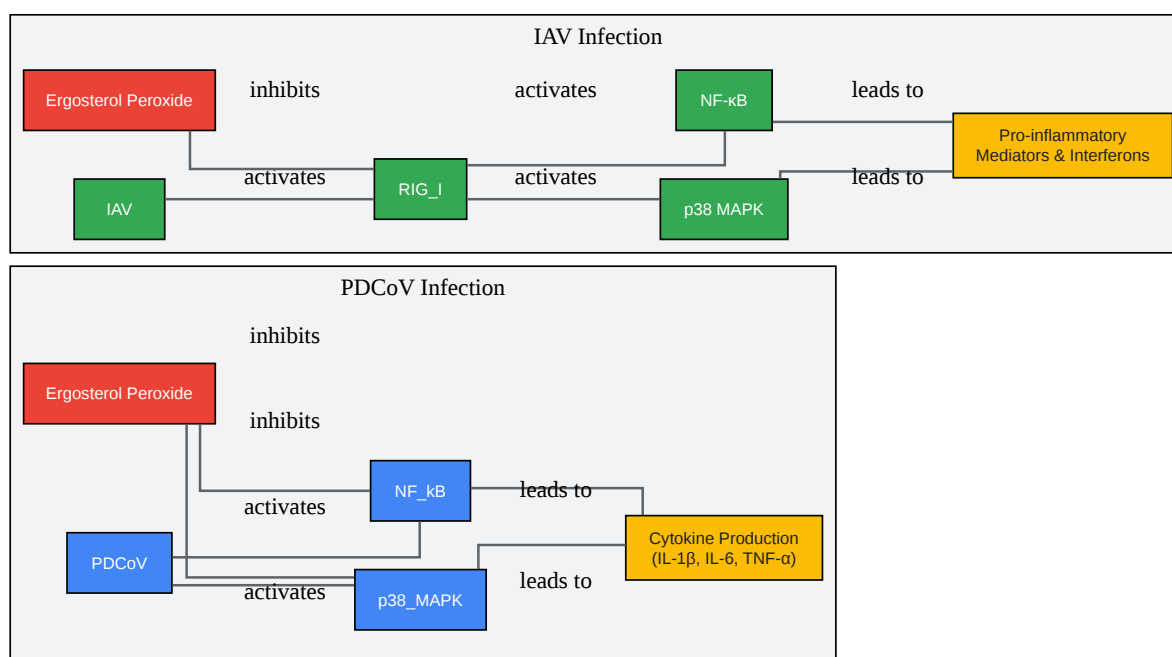 IAV Infection
Ergosterol Peroxide
inhibits
activates
NF-κB
leads to
Pro-inflammatory
Mediators & Interferons
IAV
activates
RIG_I
activates
p38 MAPK
leads to
PDCoV Infection
inhibits
Ergosterol Peroxide
inhibits
NF_kB
leads to
activates
Cytokine Production
(IL-1β, IL-6, TNF-α)
PDCoV
activates
p38_MAPK
leads to